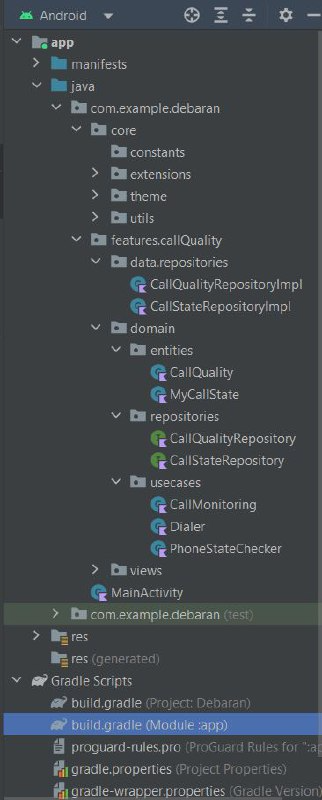 Android
app
manifests
java
com.example.debaran
core
constants
extensions
theme
utils
features.callQuality
data.repositories
CallQualityRepositoryImpl
CallStateRepositoryImpl
domain
entities
CallQuality
MyCallState
repositories
CallQualityRepository
CallStateRepository
usecases
CallMonitoring
Dialer
PhoneStateChecker
views
MainActivity
com.example.debaran (test)
res
res (generated)
Gradle Scripts
build.gradle (Project: Debaran)
build.gradle (Module :app)
proguard-rules.pro (ProGuard Rules for ":a
gradle.properties (Project Properties)
gradle-wrapper.properties (Gradle Version)